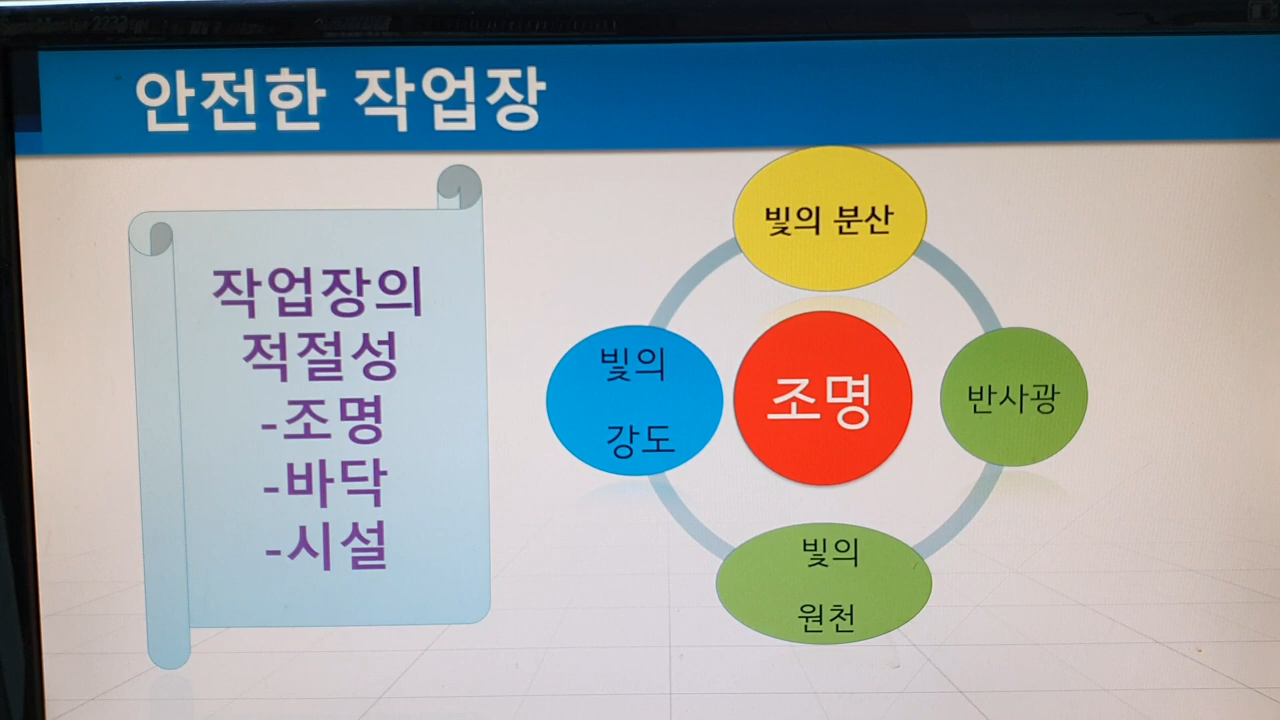 안전한 작업장
작업장의
적절성
-조명
-바닥
-시설
빛의 분산
빛의
강도
조명
반사광
빛의
원천